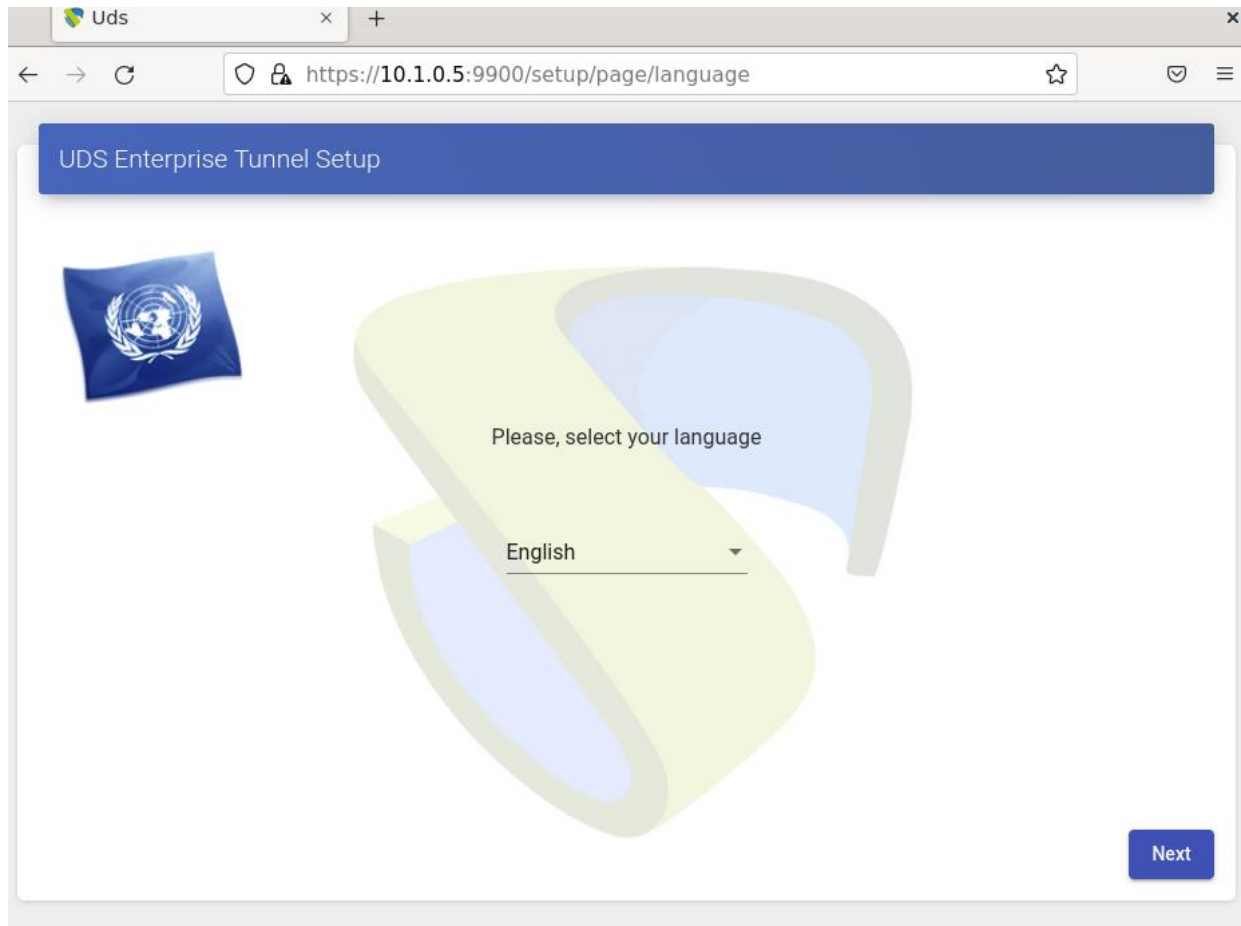 Uds
https://10.1.0.5:9900/setup/page/language
UDS Enterprise Tunnel Setup
Please, select your language
English
Next